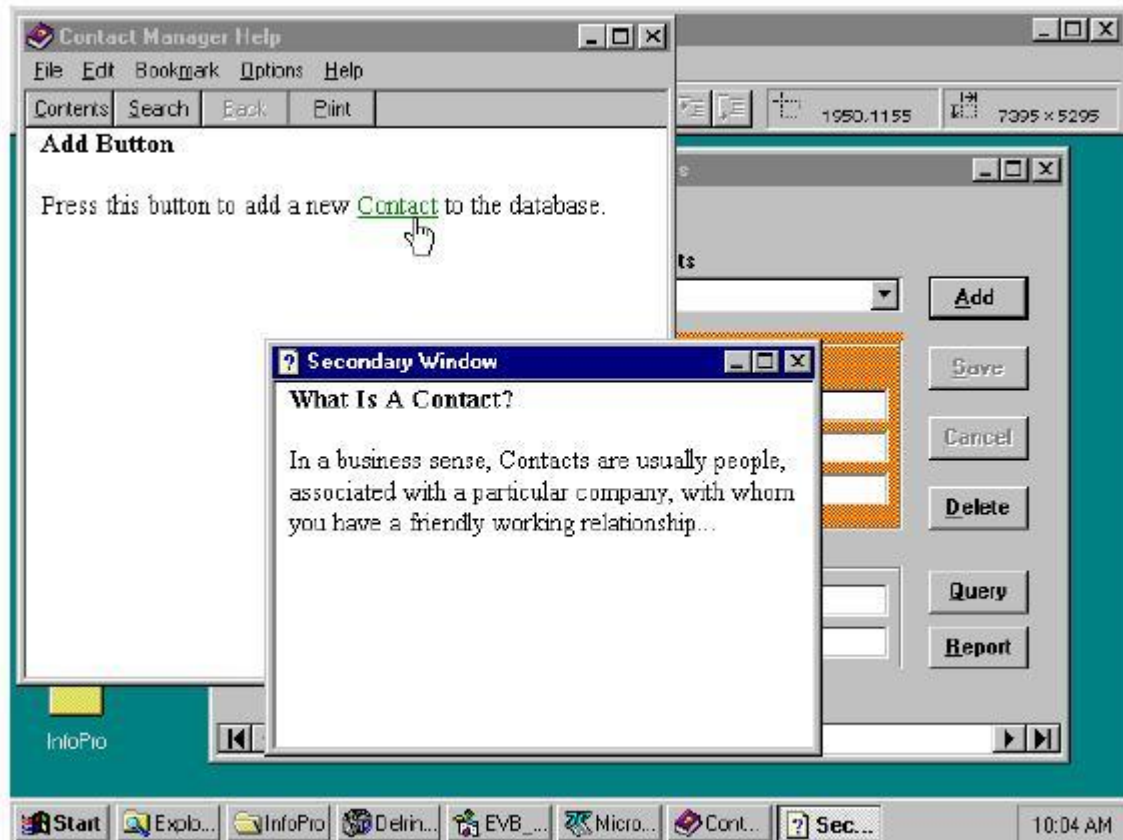 Contact Manager Help
File Edit Bookmark Options Help
Contents Search Back Print
1950,1155 7395 × 5295
Add Button
Press this button to add a new Contact to the database.
ts
Add
Secondary Window
Save
What Is A Contact?
Cancel
In a business sense, Contacts are usually people,
associated with a particular company, with whom
you have a friendly working relationship...
Delete
Query
Report
InfoPro
Start Explo... InfoPro Delrin... EVB_... Micro... Cont... Sec... 10:04 AM